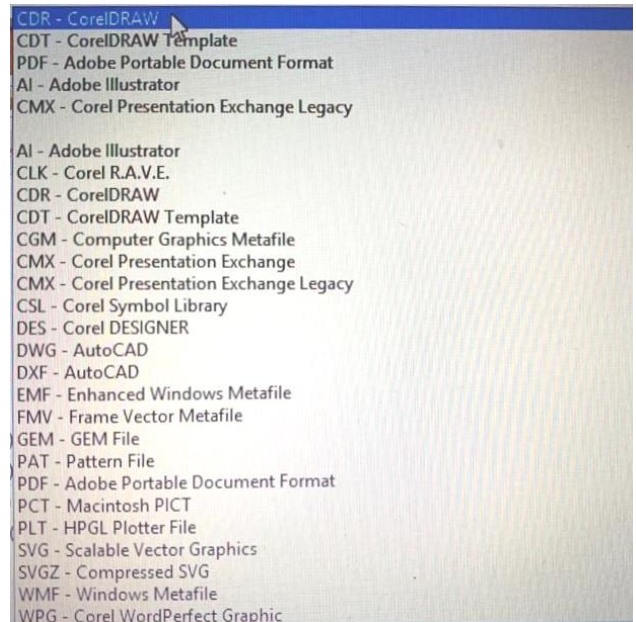 CDR - CorelDRAW
CDT - CorelDRAW Template
PDF - Adobe Portable Document Format
AI - Adobe Illustrator
CMX - Corel Presentation Exchange Legacy
AI - Adobe Illustrator
CLK - Corel R.A.V.E.
CDR - CorelDRAW
CDT - CorelDRAW Template
CGM - Computer Graphics Metafile
CMX - Corel Presentation Exchange
CMX - Corel Presentation Exchange Legacy
CSL - Corel Symbol Library
DES - Corel DESIGNER
DWG - AutoCAD
DXF - AutoCAD
EMF - Enhanced Windows Metafile
FMV - Frame Vector Metafile
GEM - GEM File
PAT - Pattern File
PDF - Adobe Portable Document Format
PCT - Macintosh PICT
PLT - HPGL Plotter File
SVG - Scalable Vector Graphics
SVGZ - Compressed SVG
WMF - Windows Metafile
WPG - Corel WordPerfect Graphic